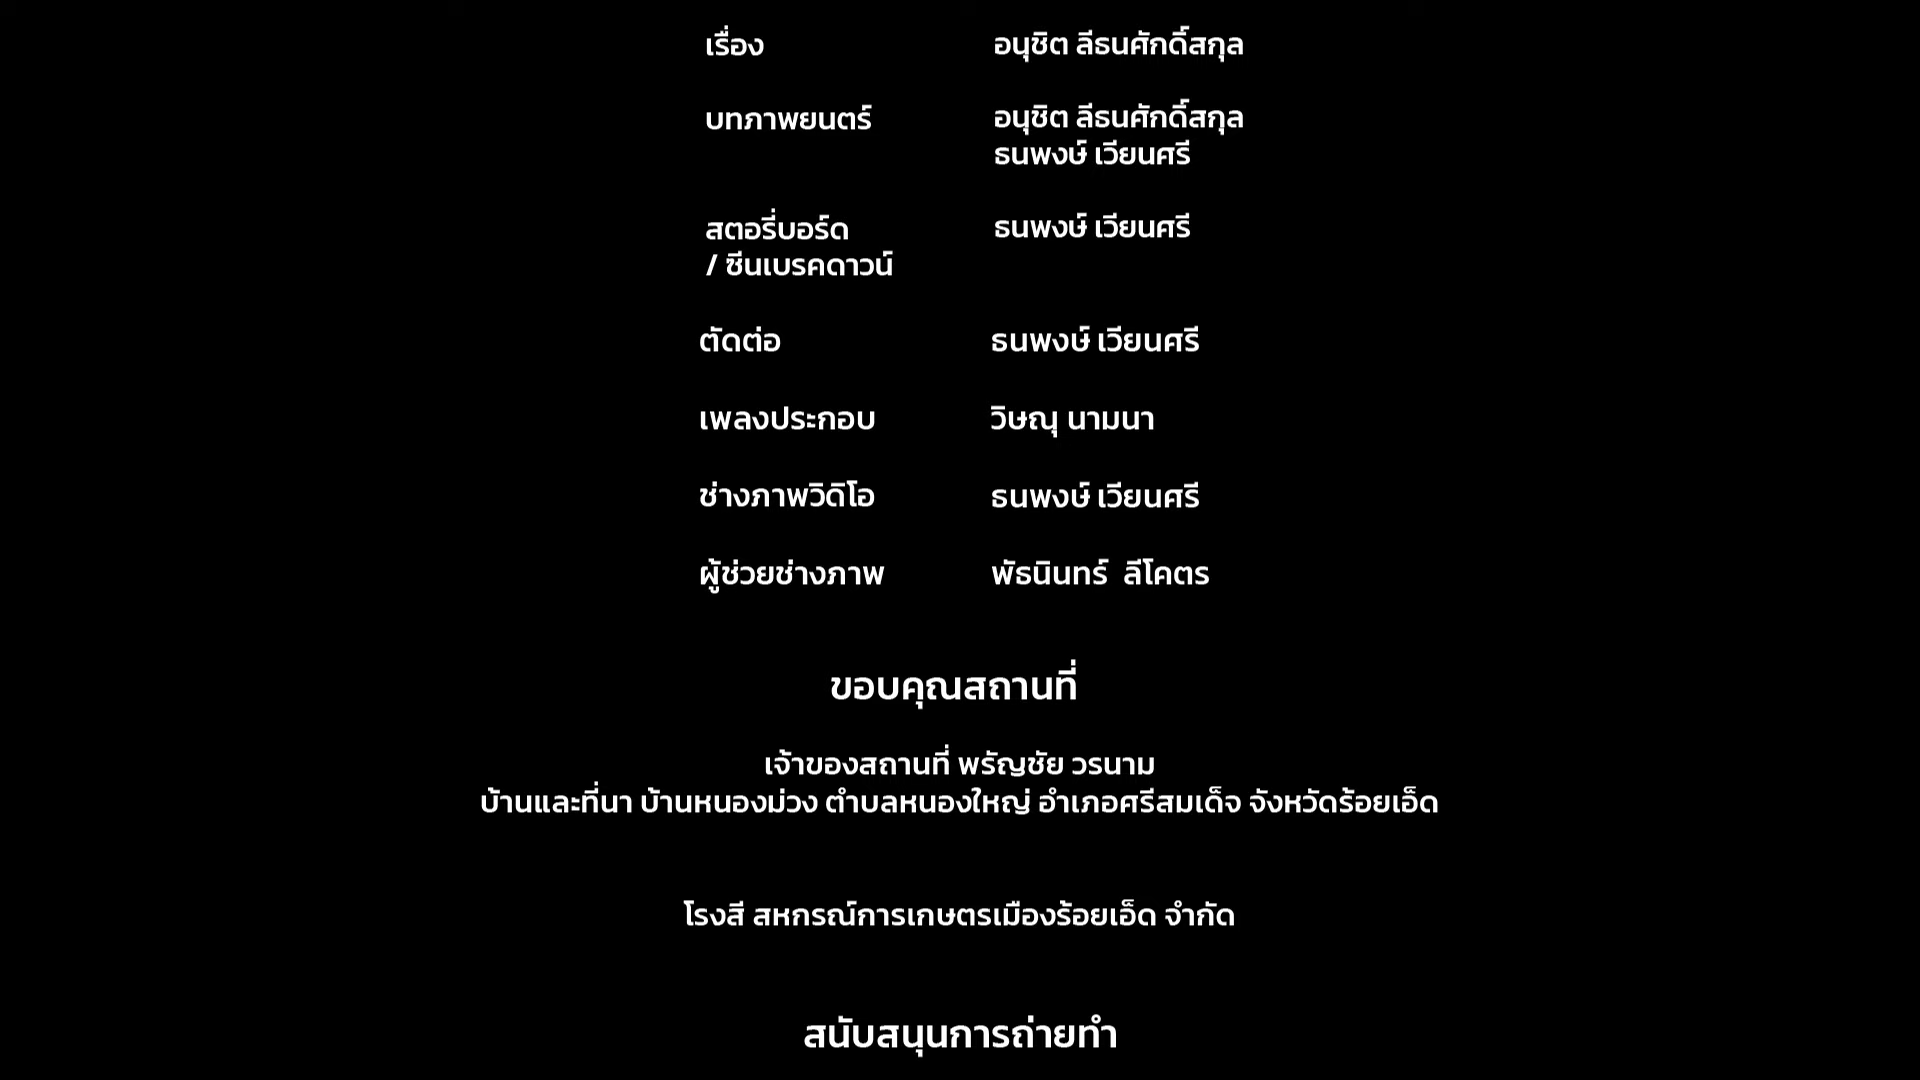 เรื่อง อนุชิต ลีธนศักดิ์สกุล
บทภาพยนตร์ อนุชิต ลีธนศักดิ์สกุล
ธนพงษ์ เวียนศรี
สตอรี่บอร์ด ธนพงษ์ เวียนศรี
/ ซีนเบรคดาวน์
ตัดต่อ ธนพงษ์ เวียนศรี
เพลงประกอบ วิษณุ นามนา
ช่างภาพวิดิโอ ธนพงษ์ เวียนศรี
ผู้ช่วยช่างภาพ พัธนินทร์ ลีโคตร
ขอบคุณสถานที่
เจ้าของสถานที่ พรัญชัย วรนาม
บ้านและที่นา บ้านหนองม่วง ตำบลหนองใหญ่ อำเภอศรีสมเด็จ จังหวัดร้อยเอ็ด
โรงสี สหกรณ์การเกษตรเมืองร้อยเอ็ด จำกัด
สนับสนุนการถ่ายทำ